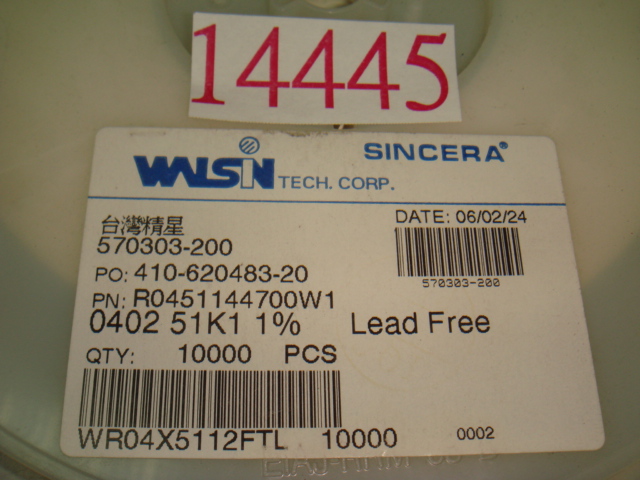 14445
WALSIN TECH. CORP.
SINCERA®
台灣精星
570303-200
DATE: 06/02/24
570303-200
PO: 410-620483-20
PN: R0451144700W1
0402 51K1 1% Lead Free
QTY: 10000 PCS
WR04X5112FTL 10000 0002